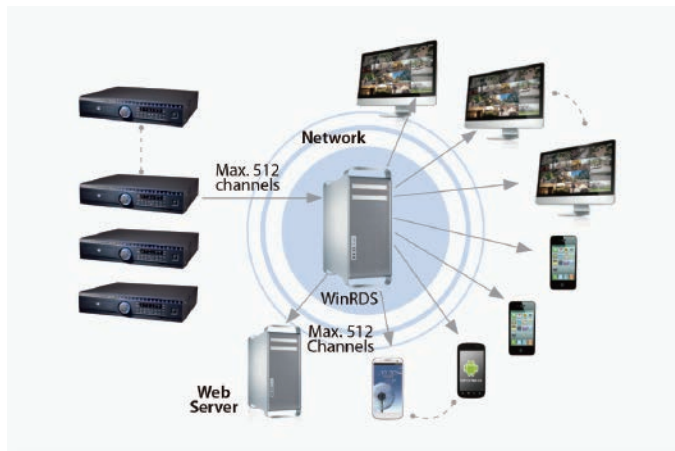 Network
Max. 512
channels
WinRDS
Max. 512
Channels
Web
Server